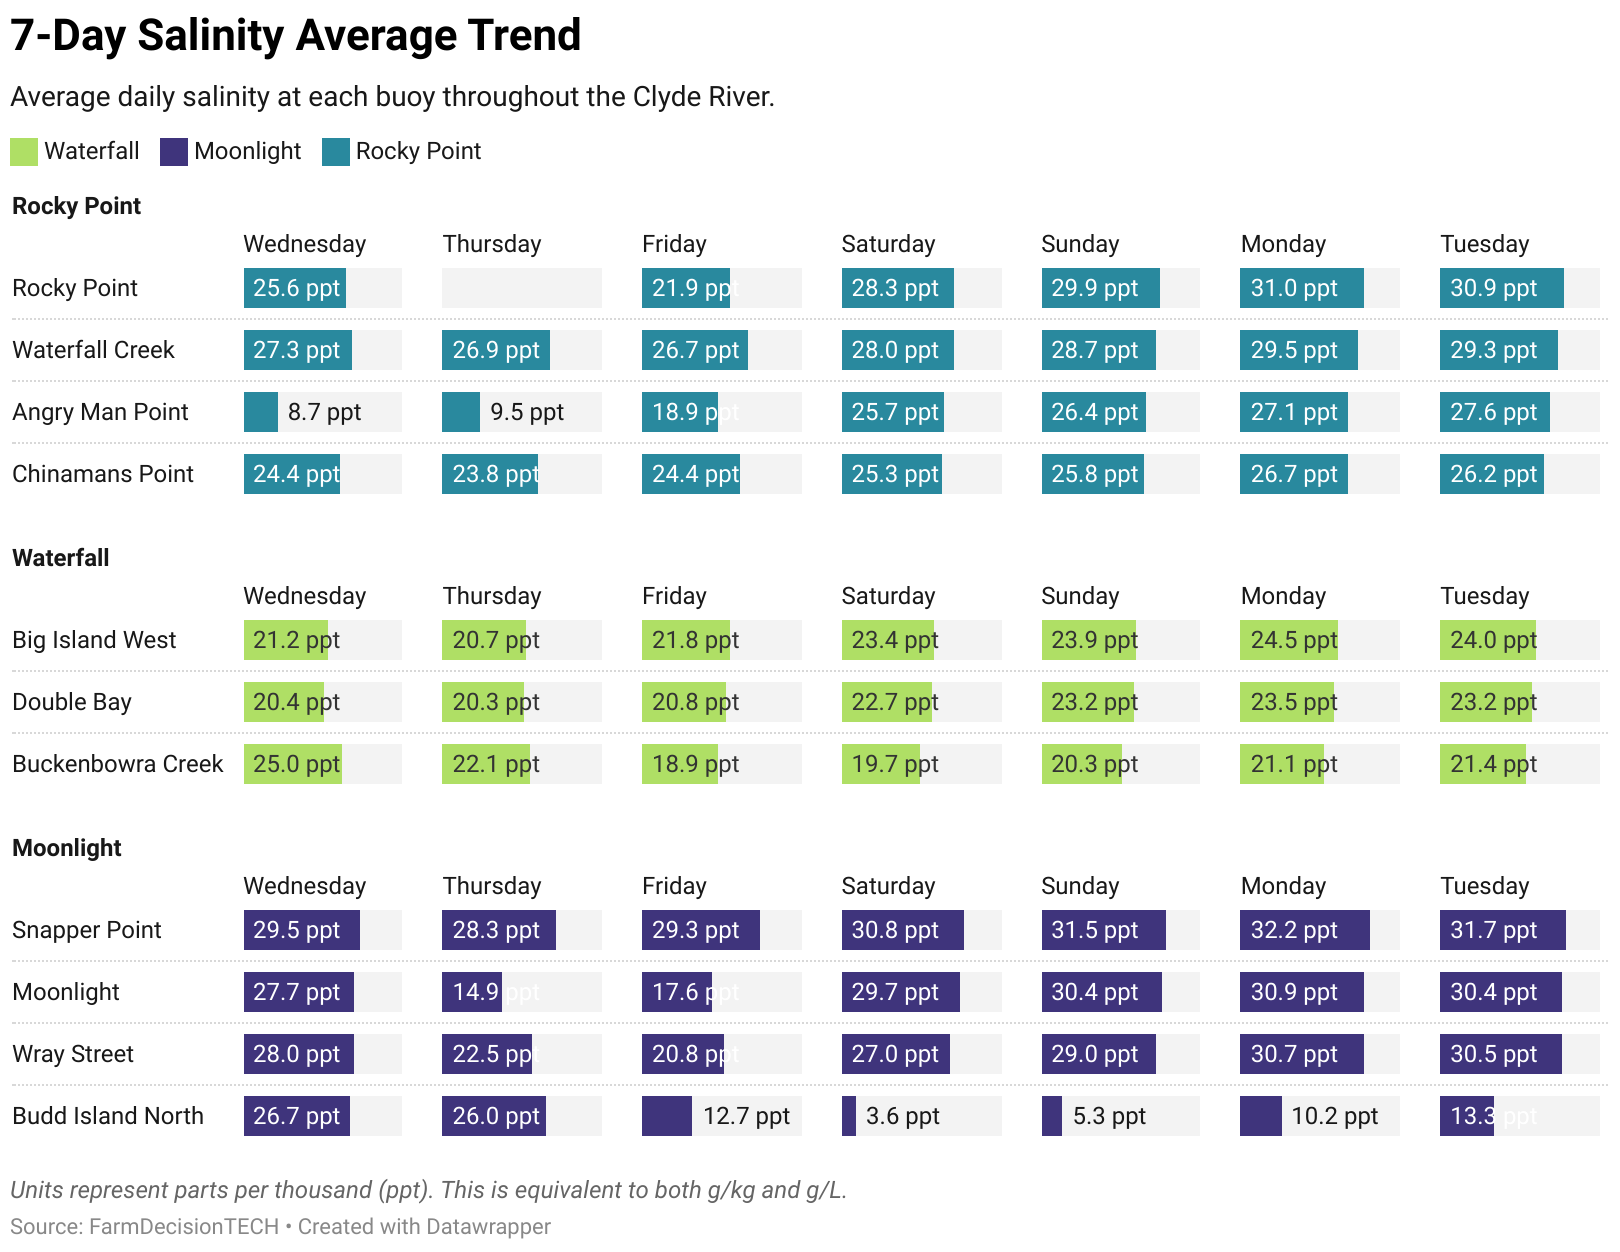 7-Day Salinity Average Trend
Average daily salinity at each buoy throughout the Clyde River.
Waterfall Moonlight Rocky Point
Rocky Point
Wednesday Thursday Friday Saturday Sunday Monday Tuesday
Rocky Point 25.6 ppt 21.9 ppt 28.3 ppt 29.9 ppt 31.0 ppt 30.9 ppt
Waterfall Creek 27.3 ppt 26.9 ppt 26.7 ppt 28.0 ppt 28.7 ppt 29.5 ppt 29.3 ppt
Angry Man Point 8.7 ppt 9.5 ppt 18.9 ppt 25.7 ppt 26.4 ppt 27.1 ppt 27.6 ppt
Chinamans Point 24.4 ppt 23.8 ppt 24.4 ppt 25.3 ppt 25.8 ppt 26.7 ppt 26.2 ppt
Waterfall
Wednesday Thursday Friday Saturday Sunday Monday Tuesday
Big Island West 21.2 ppt 20.7 ppt 21.8 ppt 23.4 ppt 23.9 ppt 24.5 ppt 24.0 ppt
Double Bay 20.4 ppt 20.3 ppt 20.8 ppt 22.7 ppt 23.2 ppt 23.5 ppt 23.2 ppt
Buckenbowra Creek 25.0 ppt 22.1 ppt 18.9 ppt 19.7 ppt 20.3 ppt 21.1 ppt 21.4 ppt
Moonlight
Wednesday Thursday Friday Saturday Sunday Monday Tuesday
Snapper Point 29.5 ppt 28.3 ppt 29.3 ppt 30.8 ppt 31.5 ppt 32.2 ppt 31.7 ppt
Moonlight 27.7 ppt 14.9 ppt 17.6 ppt 29.7 ppt 30.4 ppt 30.9 ppt 30.4 ppt
Wray Street 28.0 ppt 22.5 ppt 20.8 ppt 27.0 ppt 29.0 ppt 30.7 ppt 30.5 ppt
Budd Island North 26.7 ppt 26.0 ppt 12.7 ppt 3.6 ppt 5.3 ppt 10.2 ppt 13.3 ppt
Units represent parts per thousand (ppt). This is equivalent to both g/kg and g/L.
Source: FarmDecisionTECH • Created with Datawrapper